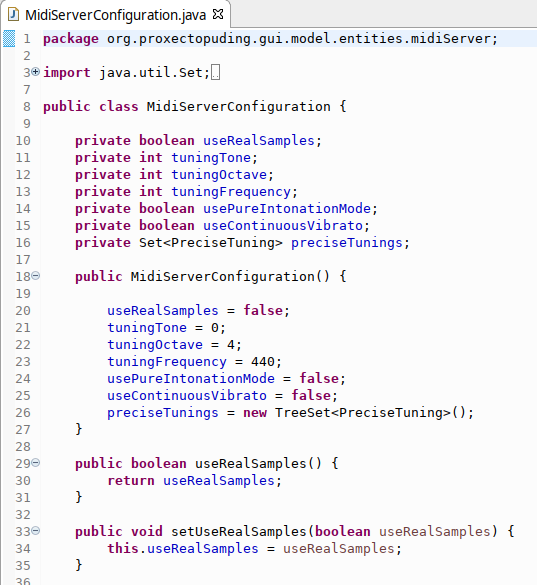 MidiServerConfiguration.java
1 package org.proxectopuding.gui.model.entities.midiServer;
2
3 import java.util.Set;
7
8 public class MidiServerConfiguration {
9
10 private boolean useRealSamples;
11 private int tuningTone;
12 private int tuningOctave;
13 private int tuningFrequency;
14 private boolean usePureIntonationMode;
15 private boolean useContinuousVibrato;
16 private Set<PreciseTuning> preciseTunings;
17
18 public MidiServerConfiguration() {
19
20 useRealSamples = false;
21 tuningTone = 0;
22 tuningOctave = 4;
23 tuningFrequency = 440;
24 usePureIntonationMode = false;
25 useContinuousVibrato = false;
26 preciseTunings = new TreeSet<PreciseTuning>();
27 }
28
29 public boolean useRealSamples() {
30 return useRealSamples;
31 }
32
33 public void setUseRealSamples(boolean useRealSamples) {
34 this.useRealSamples = useRealSamples;
35 }
36